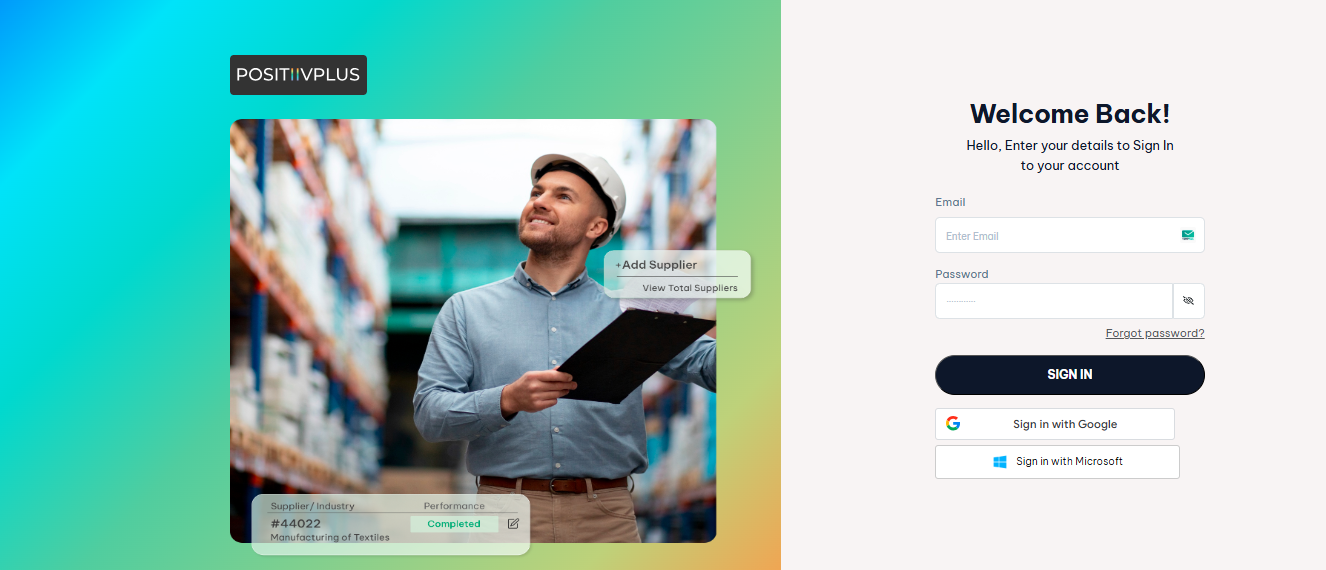 POSITIIVPLUS
+Add Supplier
View Total Suppliers
Supplier/ Industry Performance
#44022 Completed
Manufacturing of Textiles
Welcome Back!
Hello, Enter your details to Sign In
to your account
Email
Enter Email
Password
Forgot password?
SIGN IN
Sign in with Google
Sign in with Microsoft